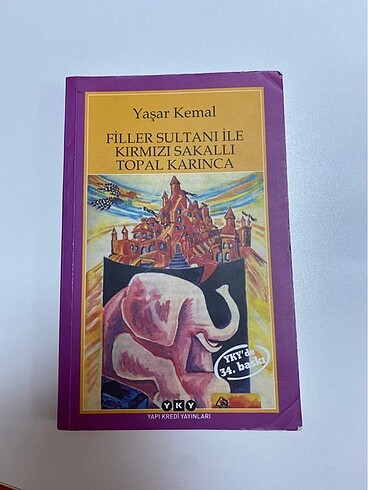 Yaşar Kemal
FİLLER SULTANI İLE
KIRMIZI SAKALLI
TOPAL KARINCA
YKY'de
34. baskı
YKY
YAPI KREDİ YAYINLARI